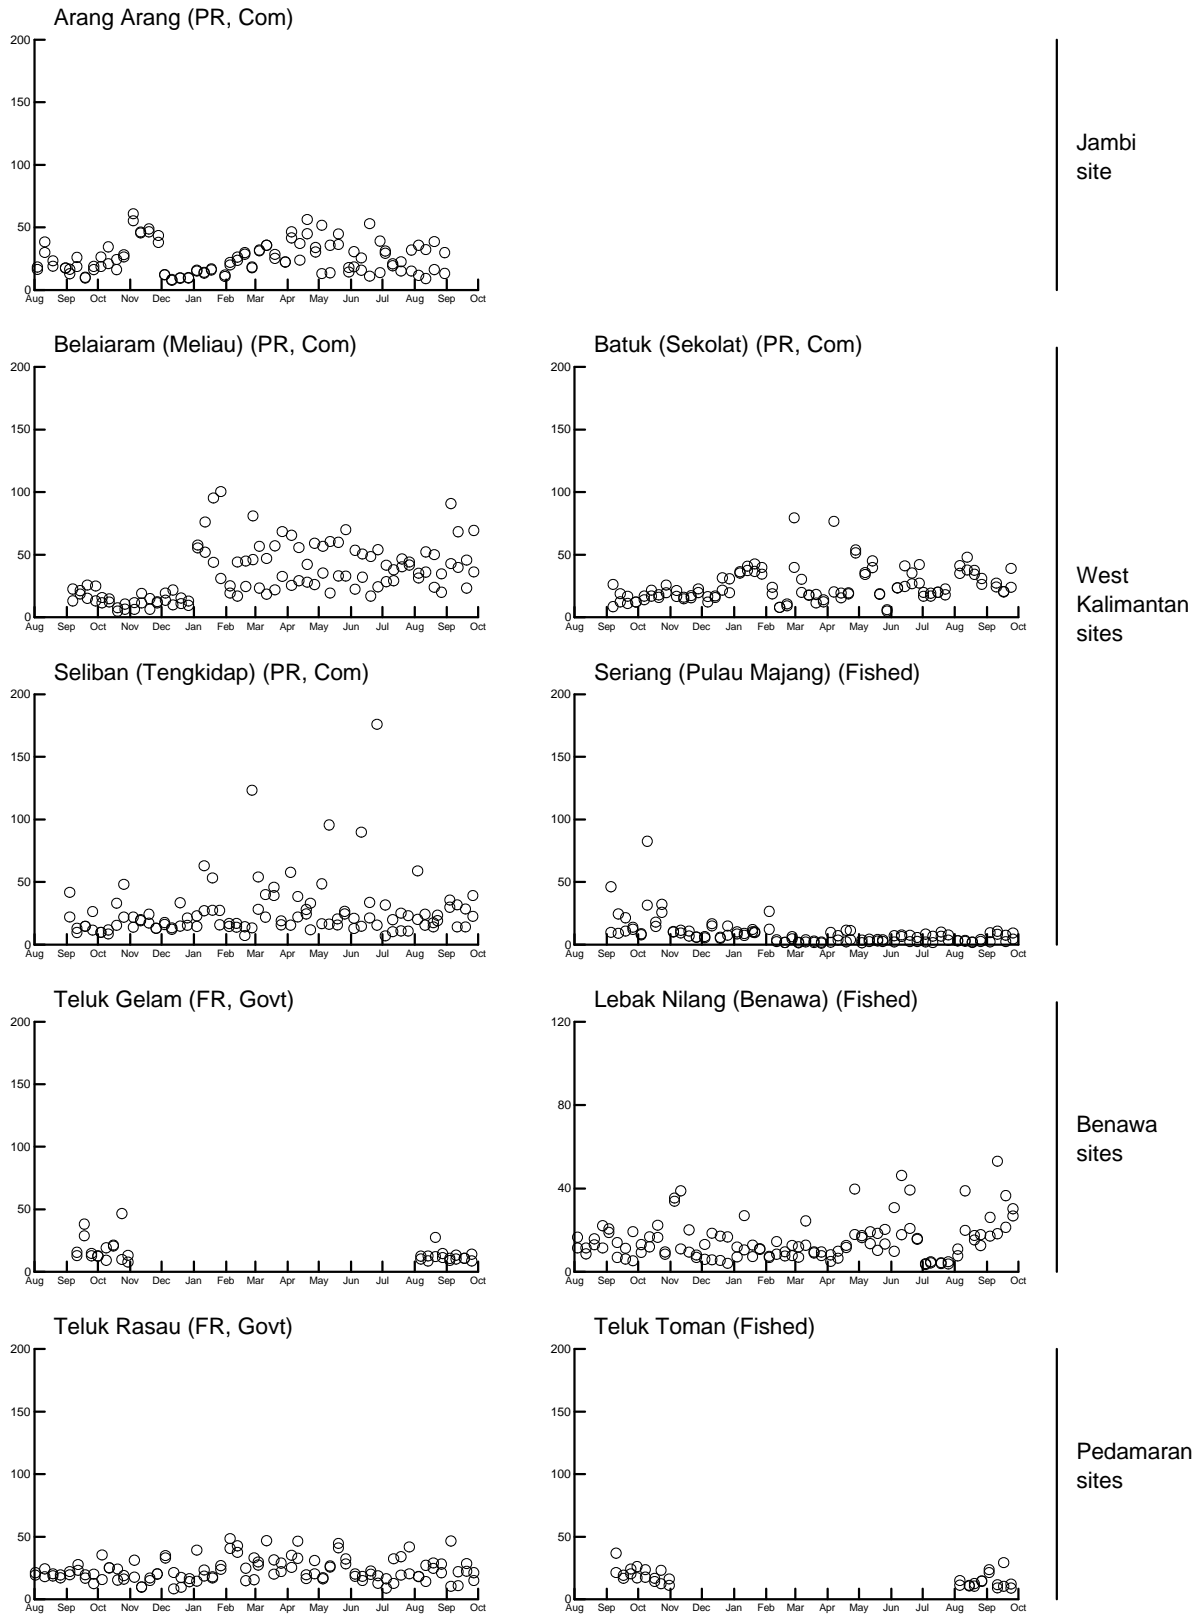 Arang Arang (PR, Com)
200
150
100
50
0
Aug Sep Oct Nov Dec Jan Feb Mar Apr May Jun Jul Aug Sep Oct
Jambi
site
Belaiaram (Meliau) (PR, Com)
200
150
100
50
0
Aug Sep Oct Nov Dec Jan Feb Mar Apr May Jun Jul Aug Sep Oct
Batuk (Sekolat) (PR, Com)
200
150
100
50
0
Aug Sep Oct Nov Dec Jan Feb Mar Apr May Jun Jul Aug Sep Oct
West
Kalimantan
sites
Seliban (Tengkidap) (PR, Com)
200
150
100
50
0
Aug Sep Oct Nov Dec Jan Feb Mar Apr May Jun Jul Aug Sep Oct
Seriang (Pulau Majang) (Fished)
200
150
100
50
0
Aug Sep Oct Nov Dec Jan Feb Mar Apr May Jun Jul Aug Sep Oct
Teluk Gelam (FR, Govt)
200
150
100
50
0
Aug Sep Oct Nov Dec Jan Feb Mar Apr May Jun Jul Aug Sep Oct
Lebak Nilang (Benawa) (Fished)
120
80
40
0
Aug Sep Oct Nov Dec Jan Feb Mar Apr May Jun Jul Aug Sep Oct
Benawa
sites
Teluk Rasau (FR, Govt)
200
150
100
50
0
Aug Sep Oct Nov Dec Jan Feb Mar Apr May Jun Jul Aug Sep Oct
Teluk Toman (Fished)
200
150
100
50
0
Aug Sep Oct Nov Dec Jan Feb Mar Apr May Jun Jul Aug Sep Oct
Pedamaran
sites